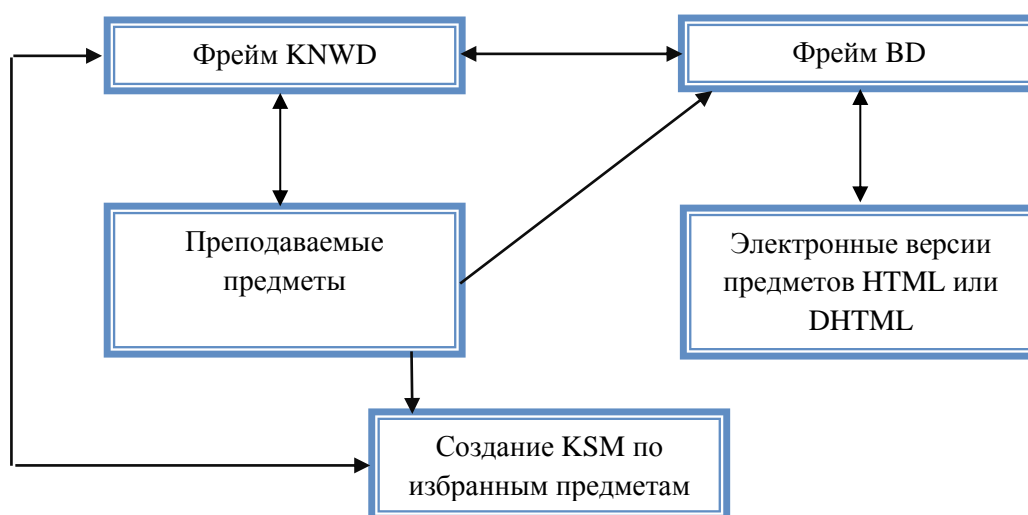 Фрейм KNWD
Фрейм BD
Преподаваемые
предметы
Электронные версии
предметов HTML или
DHTML
Создание KSM по
избранным предметам